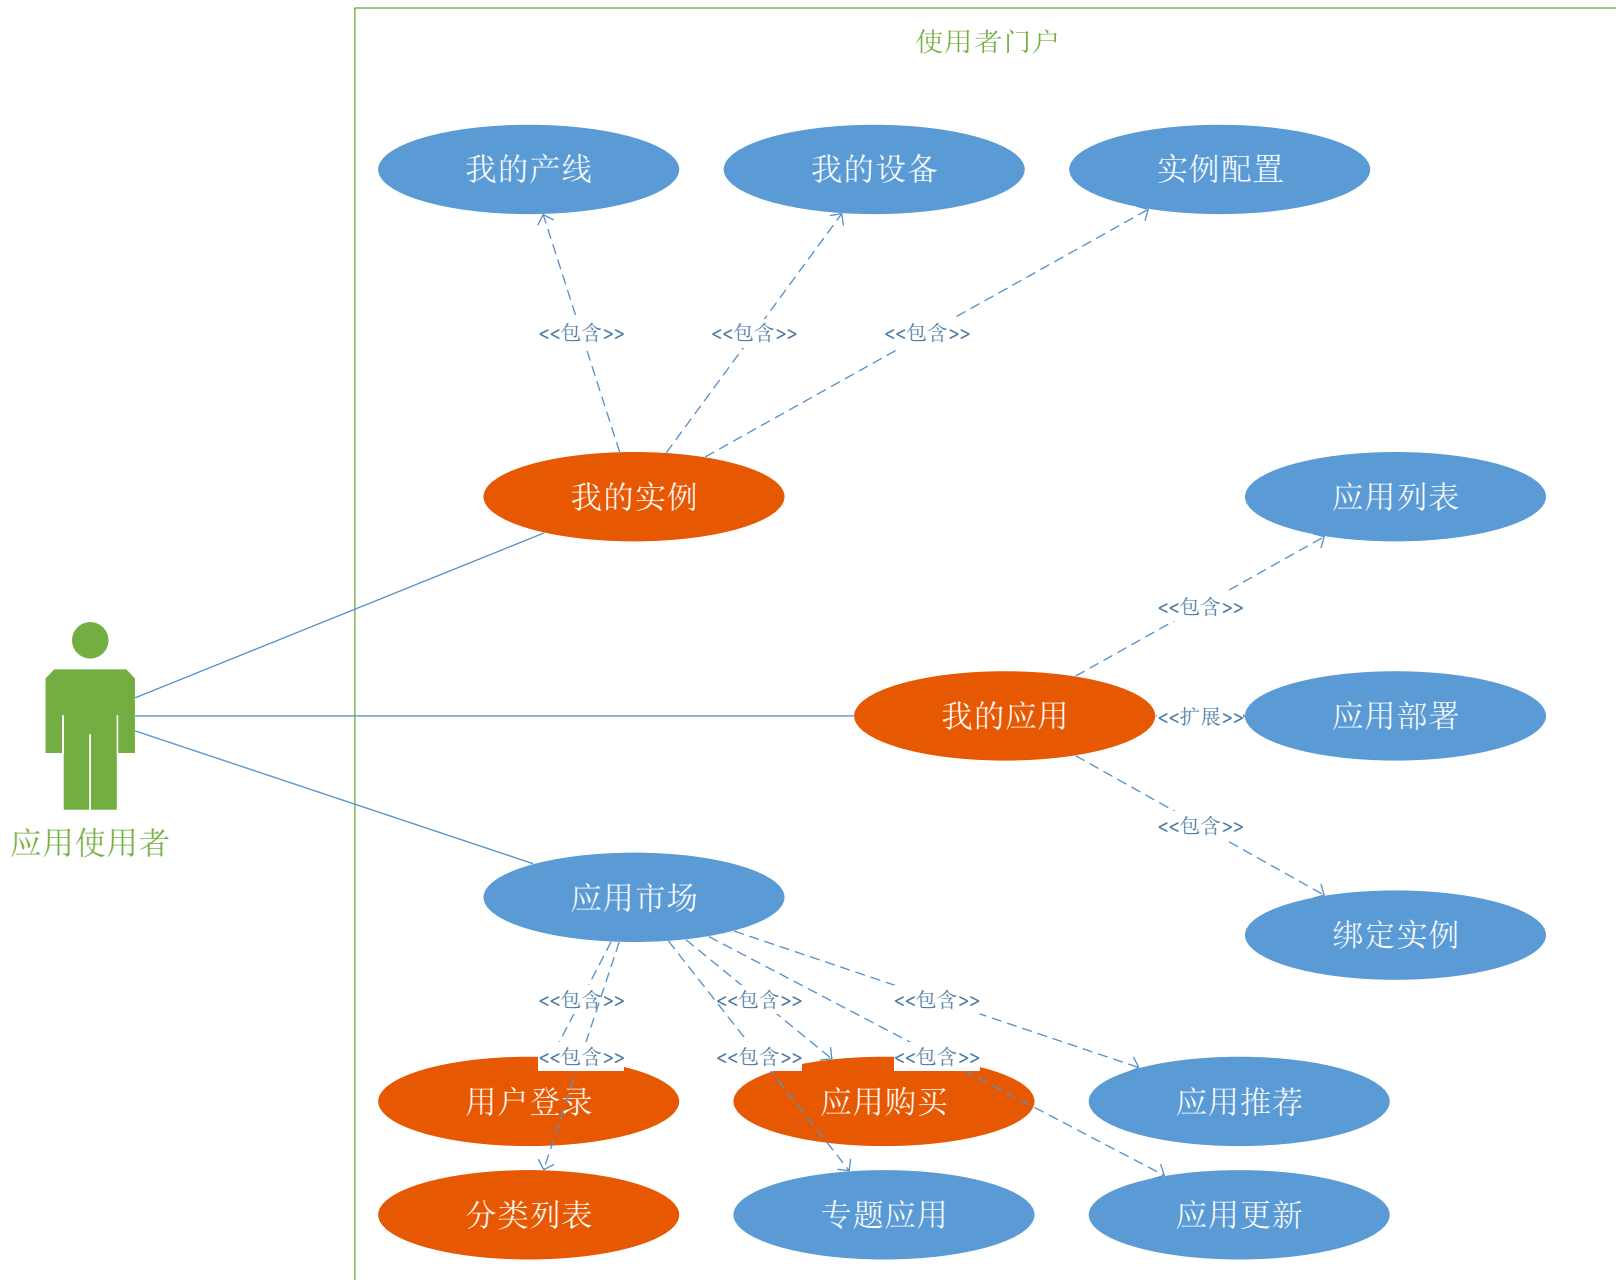 使用者门户
我的产线
我的设备
实例配置
<<包含>>
<<包含>>
<<包含>>
我的实例
应用列表
<<包含>>
我的应用
<<扩展>>
应用部署
应用使用者
<<包含>>
应用市场
绑定实例
<<包含>>
<<包含>>
<<包含>>
<<包含>>
<<包含>>
<<包含>>
用户登录
应用购买
应用推荐
分类列表
专题应用
应用更新